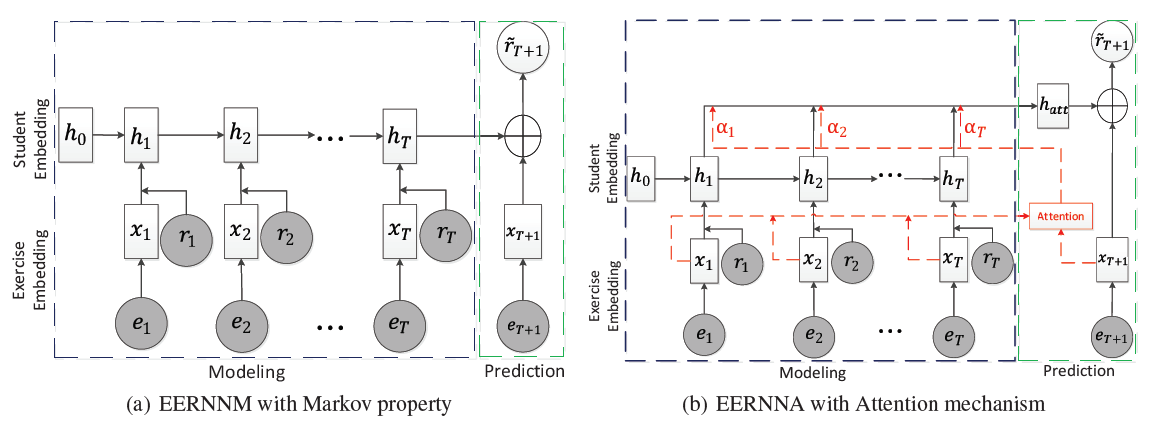 r̃T+1
Student Embedding
h0 h1 h2 ... hT
x1 r1 x2 r2 xT rT xT+1
Exercise Embedding
e1 e2 ... eT eT+1
Modeling Prediction
(a) EERNNM with Markov property
r̃T+1
hatt
α1 α2 αT
Student Embedding
h0 h1 h2 ... hT
Attention
x1 r1 x2 r2 xT rT xT+1
Exercise Embedding
e1 e2 ... eT eT+1
Modeling Prediction
(b) EERNNA with Attention mechanism